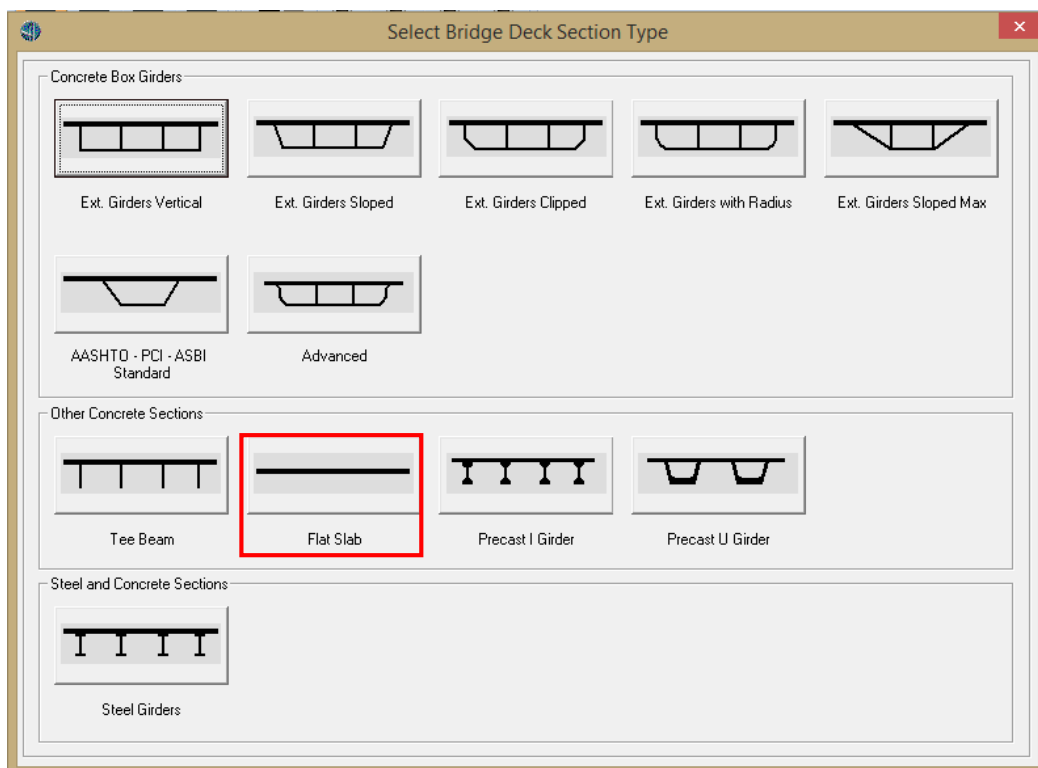 Select Bridge Deck Section Type
Concrete Box Girders
Ext. Girders Vertical
Ext. Girders Sloped
Ext. Girders Clipped
Ext. Girders with Radius
Ext. Girders Sloped Max
AASHTO - PCI - ASBI
Standard
Advanced
Other Concrete Sections
Tee Beam
Flat Slab
Precast I Girder
Precast U Girder
Steel and Concrete Sections
Steel Girders